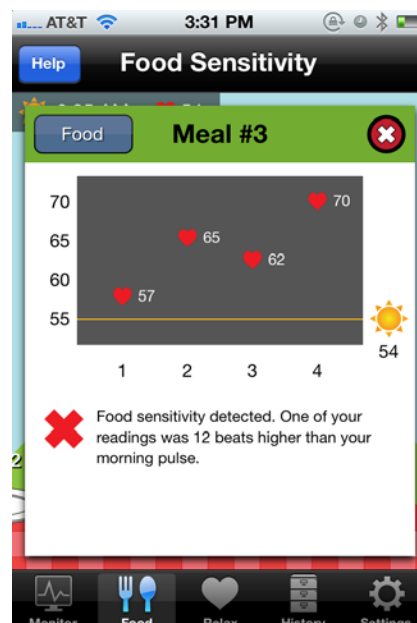 AT&T 3:31 PM
Help Food Sensitivity
Food Meal #3
70 70
65 65
62
60
57
55
54
1 2 3 4
Food sensitivity detected. One of your
readings was 12 beats higher than your
morning pulse.
2
Monitor Food Relax History Settings